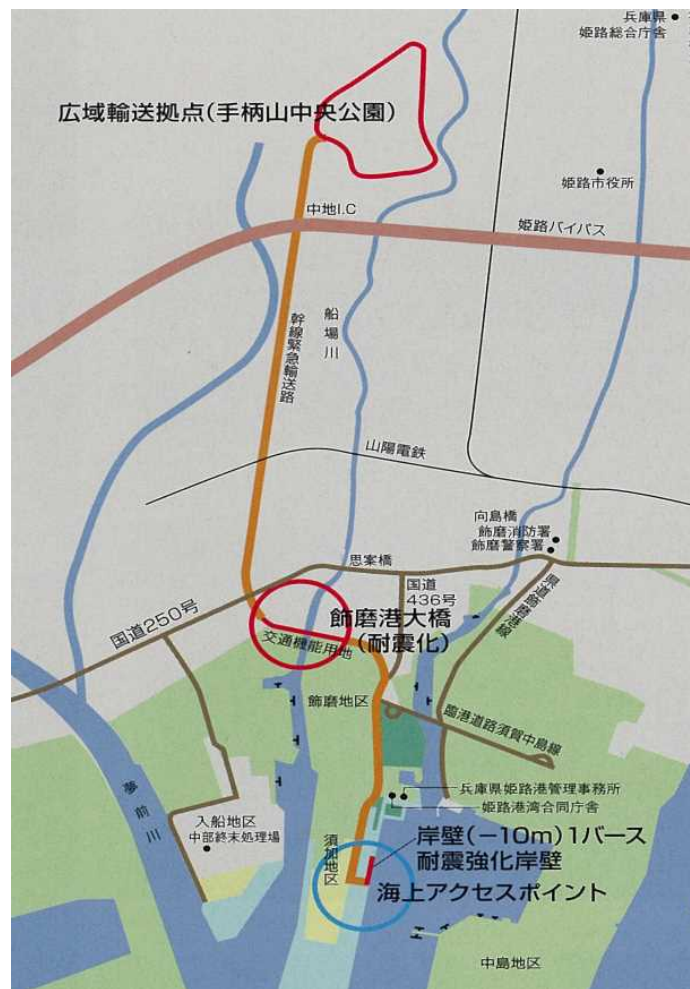 兵庫県
姫路総合庁舎
広域輸送拠点(手柄山中央公園)
姫路市役所
中地I.C
姫路バイパス
船場川
幹線緊急輸送路
山陽電鉄
向島橋
飾磨消防署
飾磨警察署
思案橋
国道
436号
県道飾磨港線
国道250号
飾磨港大橋
(耐震化)
交通機能用地
飾磨地区
臨港道路須賀中島線
兵庫県姫路港管理事務所
姫路港湾合同庁舎
夢前川
入船地区
中部終末処理場
須加地区
岸壁(−10m)1バース
耐震強化岸壁
海上アクセスポイント
中島地区